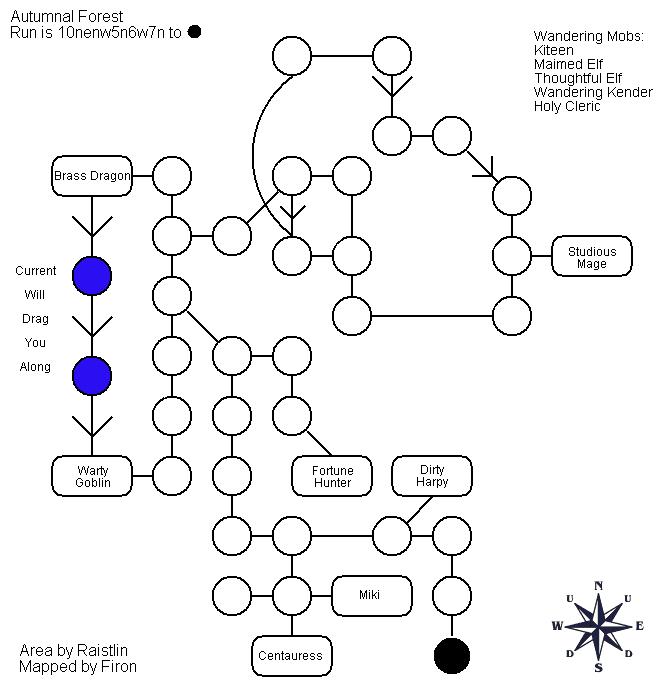 Autumnal Forest
Run is 10nenw5n6w7n to
Wandering Mobs:
Kiteen
Maimed Elf
Thoughtful Elf
Wandering Kender
Holy Cleric
Brass Dragon
Studious
Mage
Current
Will
Drag
You
Along
Warty
Goblin
Fortune
Hunter
Dirty
Harpy
Miki
Centauress
N
U U
W E
D D
S
Area by Raistlin
Mapped by Firon